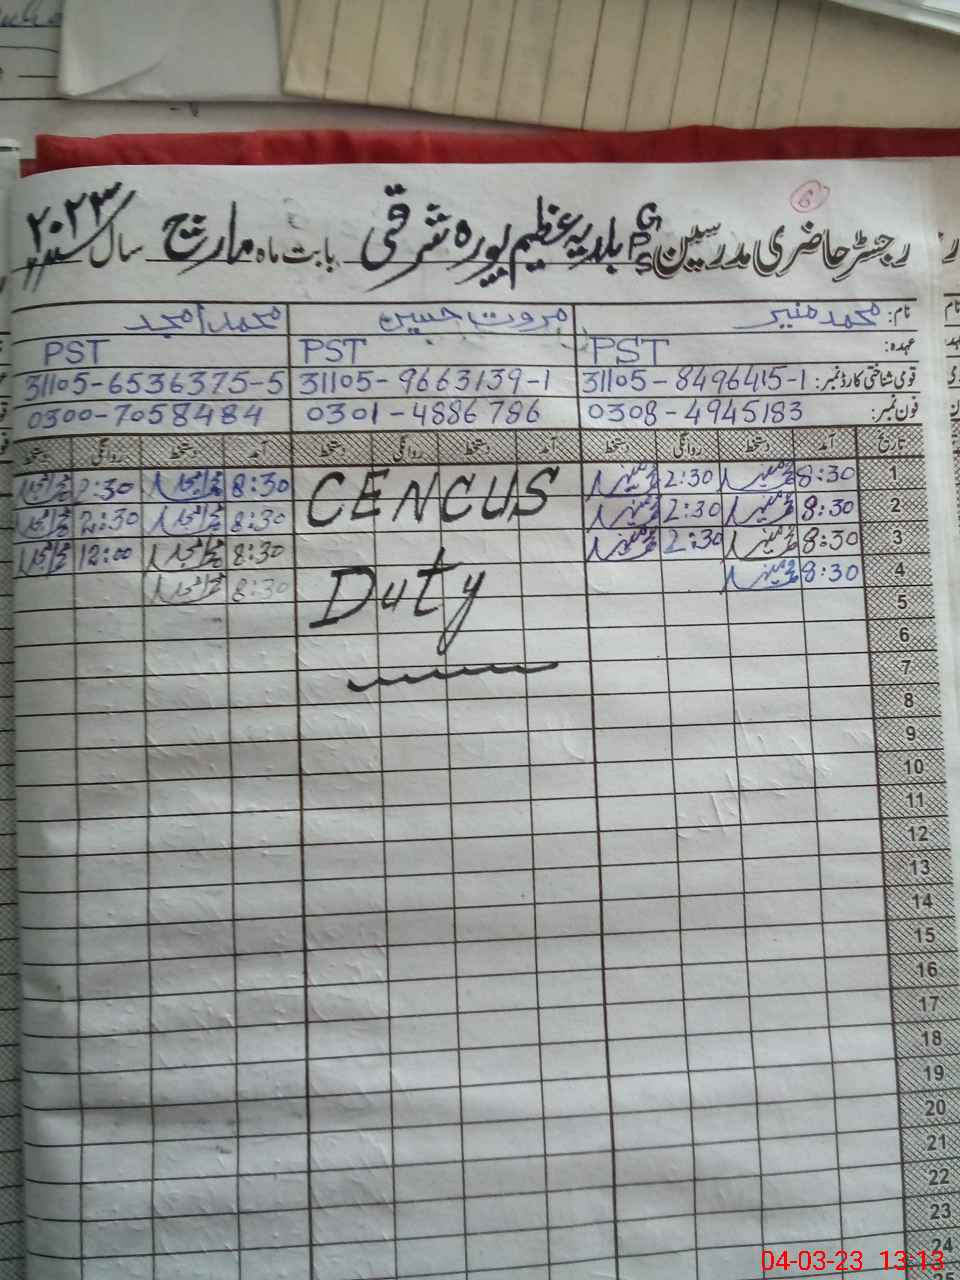 6
رجسٹر حاضری مدرسین GPS بلدیہ عظیم پورہ شرقی بابت ماہ مارچ سال ۲۰۲۳
نام: محمد منیر مروت حسین محمد امجد
عہدہ: PST PST PST
قومی شناختی کارڈ نمبر: 31105-8496415-1 31105-9663139-1 31105-6536375-5
فون نمبر: 0308-4945183 0301-4886786 0300-7058484
تاریخ آمد دستخط روانگی دستخط آمد دستخط روانگی دستخط آمد دستخط روانگی دستخط
1 8:30 2:30 8:30 2:30
CENCUS
2 8:30 2:30 8:30 2:30
3 8:30 2:30 8:30 12:00
4 8:30 8:30
Duty
5
6
7
8
9
10
11
12
13
14
15
16
17
18
19
20
21
22
23
24
04-03-23 13:13